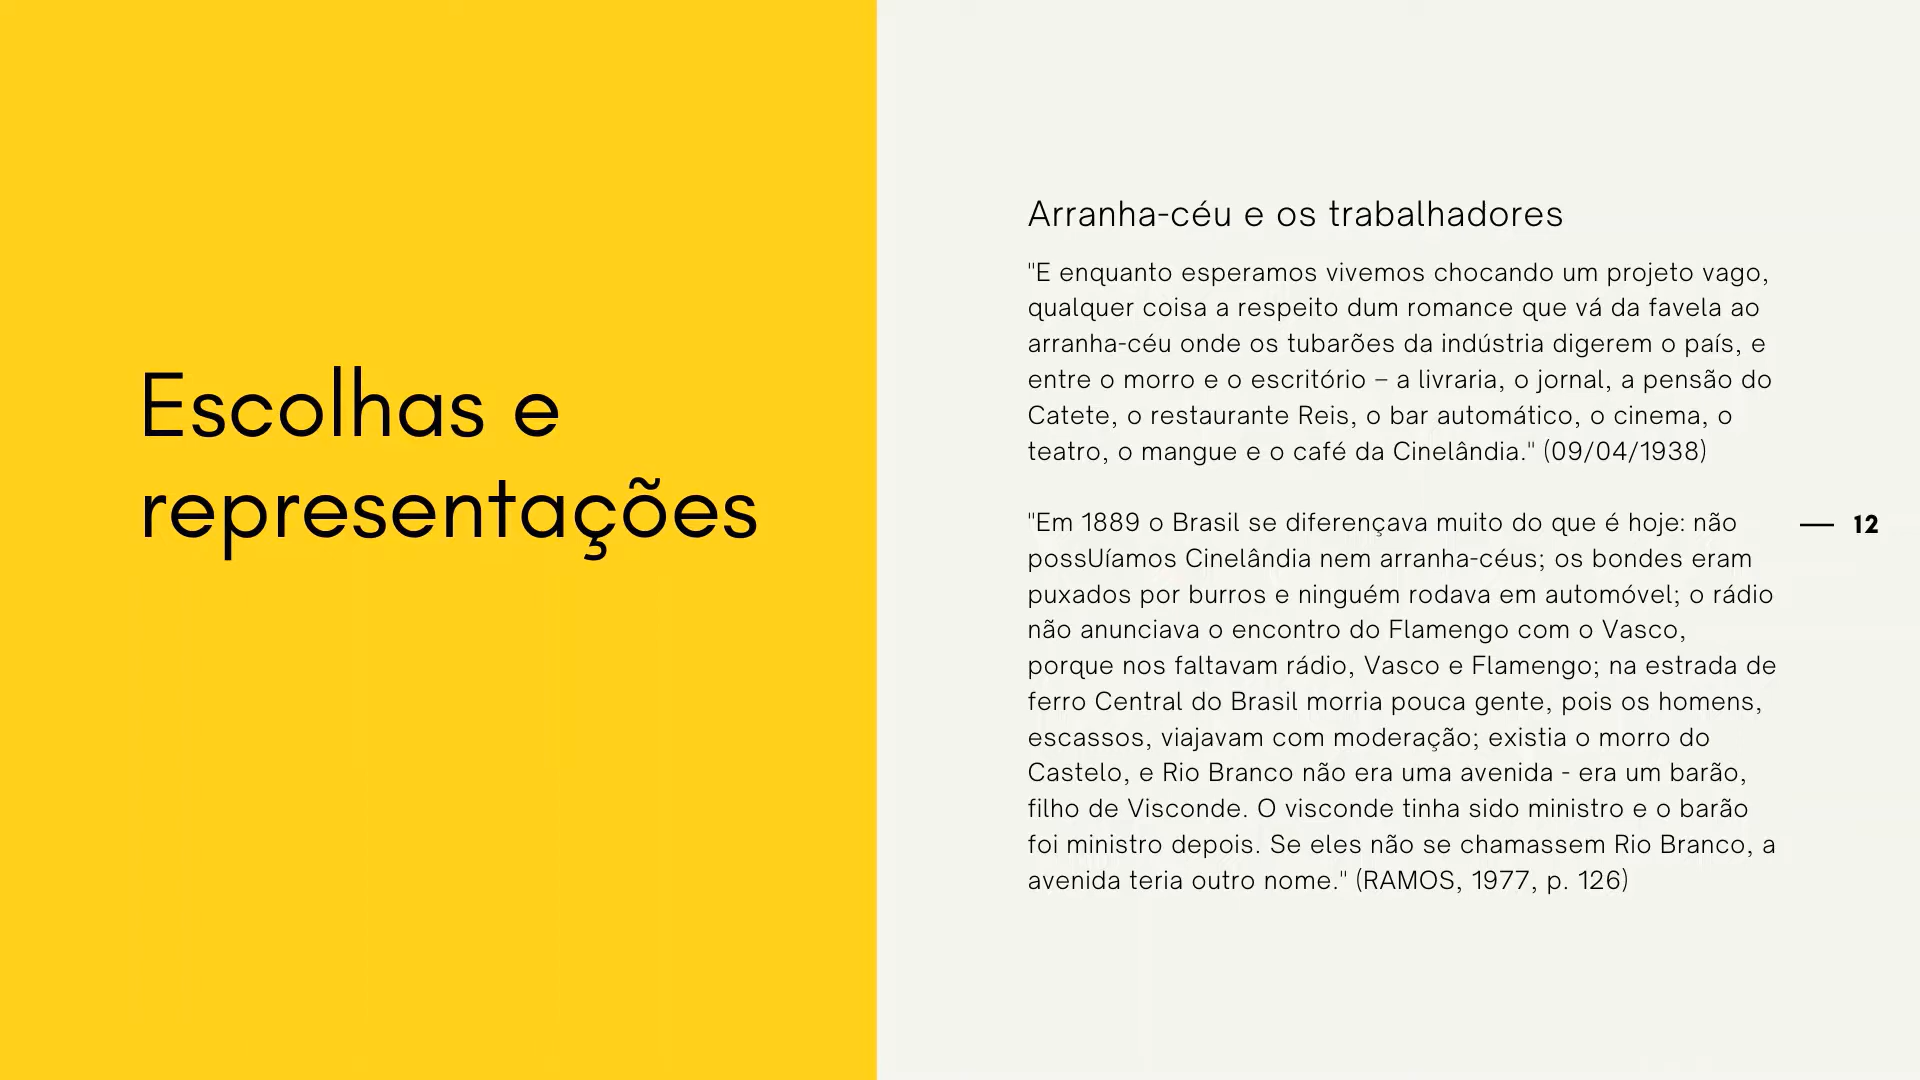 Escolhas e
representações
Arranha-céu e os trabalhadores
"E enquanto esperamos vivemos chocando um projeto vago,
qualquer coisa a respeito dum romance que vá da favela ao
arranha-céu onde os tubarões da indústria digerem o país, e
entre o morro e o escritório – a livraria, o jornal, a pensão do
Catete, o restaurante Reis, o bar automático, o cinema, o
teatro, o mangue e o café da Cinelândia." (09/04/1938)
"Em 1889 o Brasil se diferençava muito do que é hoje: não
possUíamos Cinelândia nem arranha-céus; os bondes eram
puxados por burros e ninguém rodava em automóvel; o rádio
não anunciava o encontro do Flamengo com o Vasco,
porque nos faltavam rádio, Vasco e Flamengo; na estrada de
ferro Central do Brasil morria pouca gente, pois os homens,
escassos, viajavam com moderação; existia o morro do
Castelo, e Rio Branco não era uma avenida - era um barão,
filho de Visconde. O visconde tinha sido ministro e o barão
foi ministro depois. Se eles não se chamassem Rio Branco, a
avenida teria outro nome." (RAMOS, 1977, p. 126)
— 12